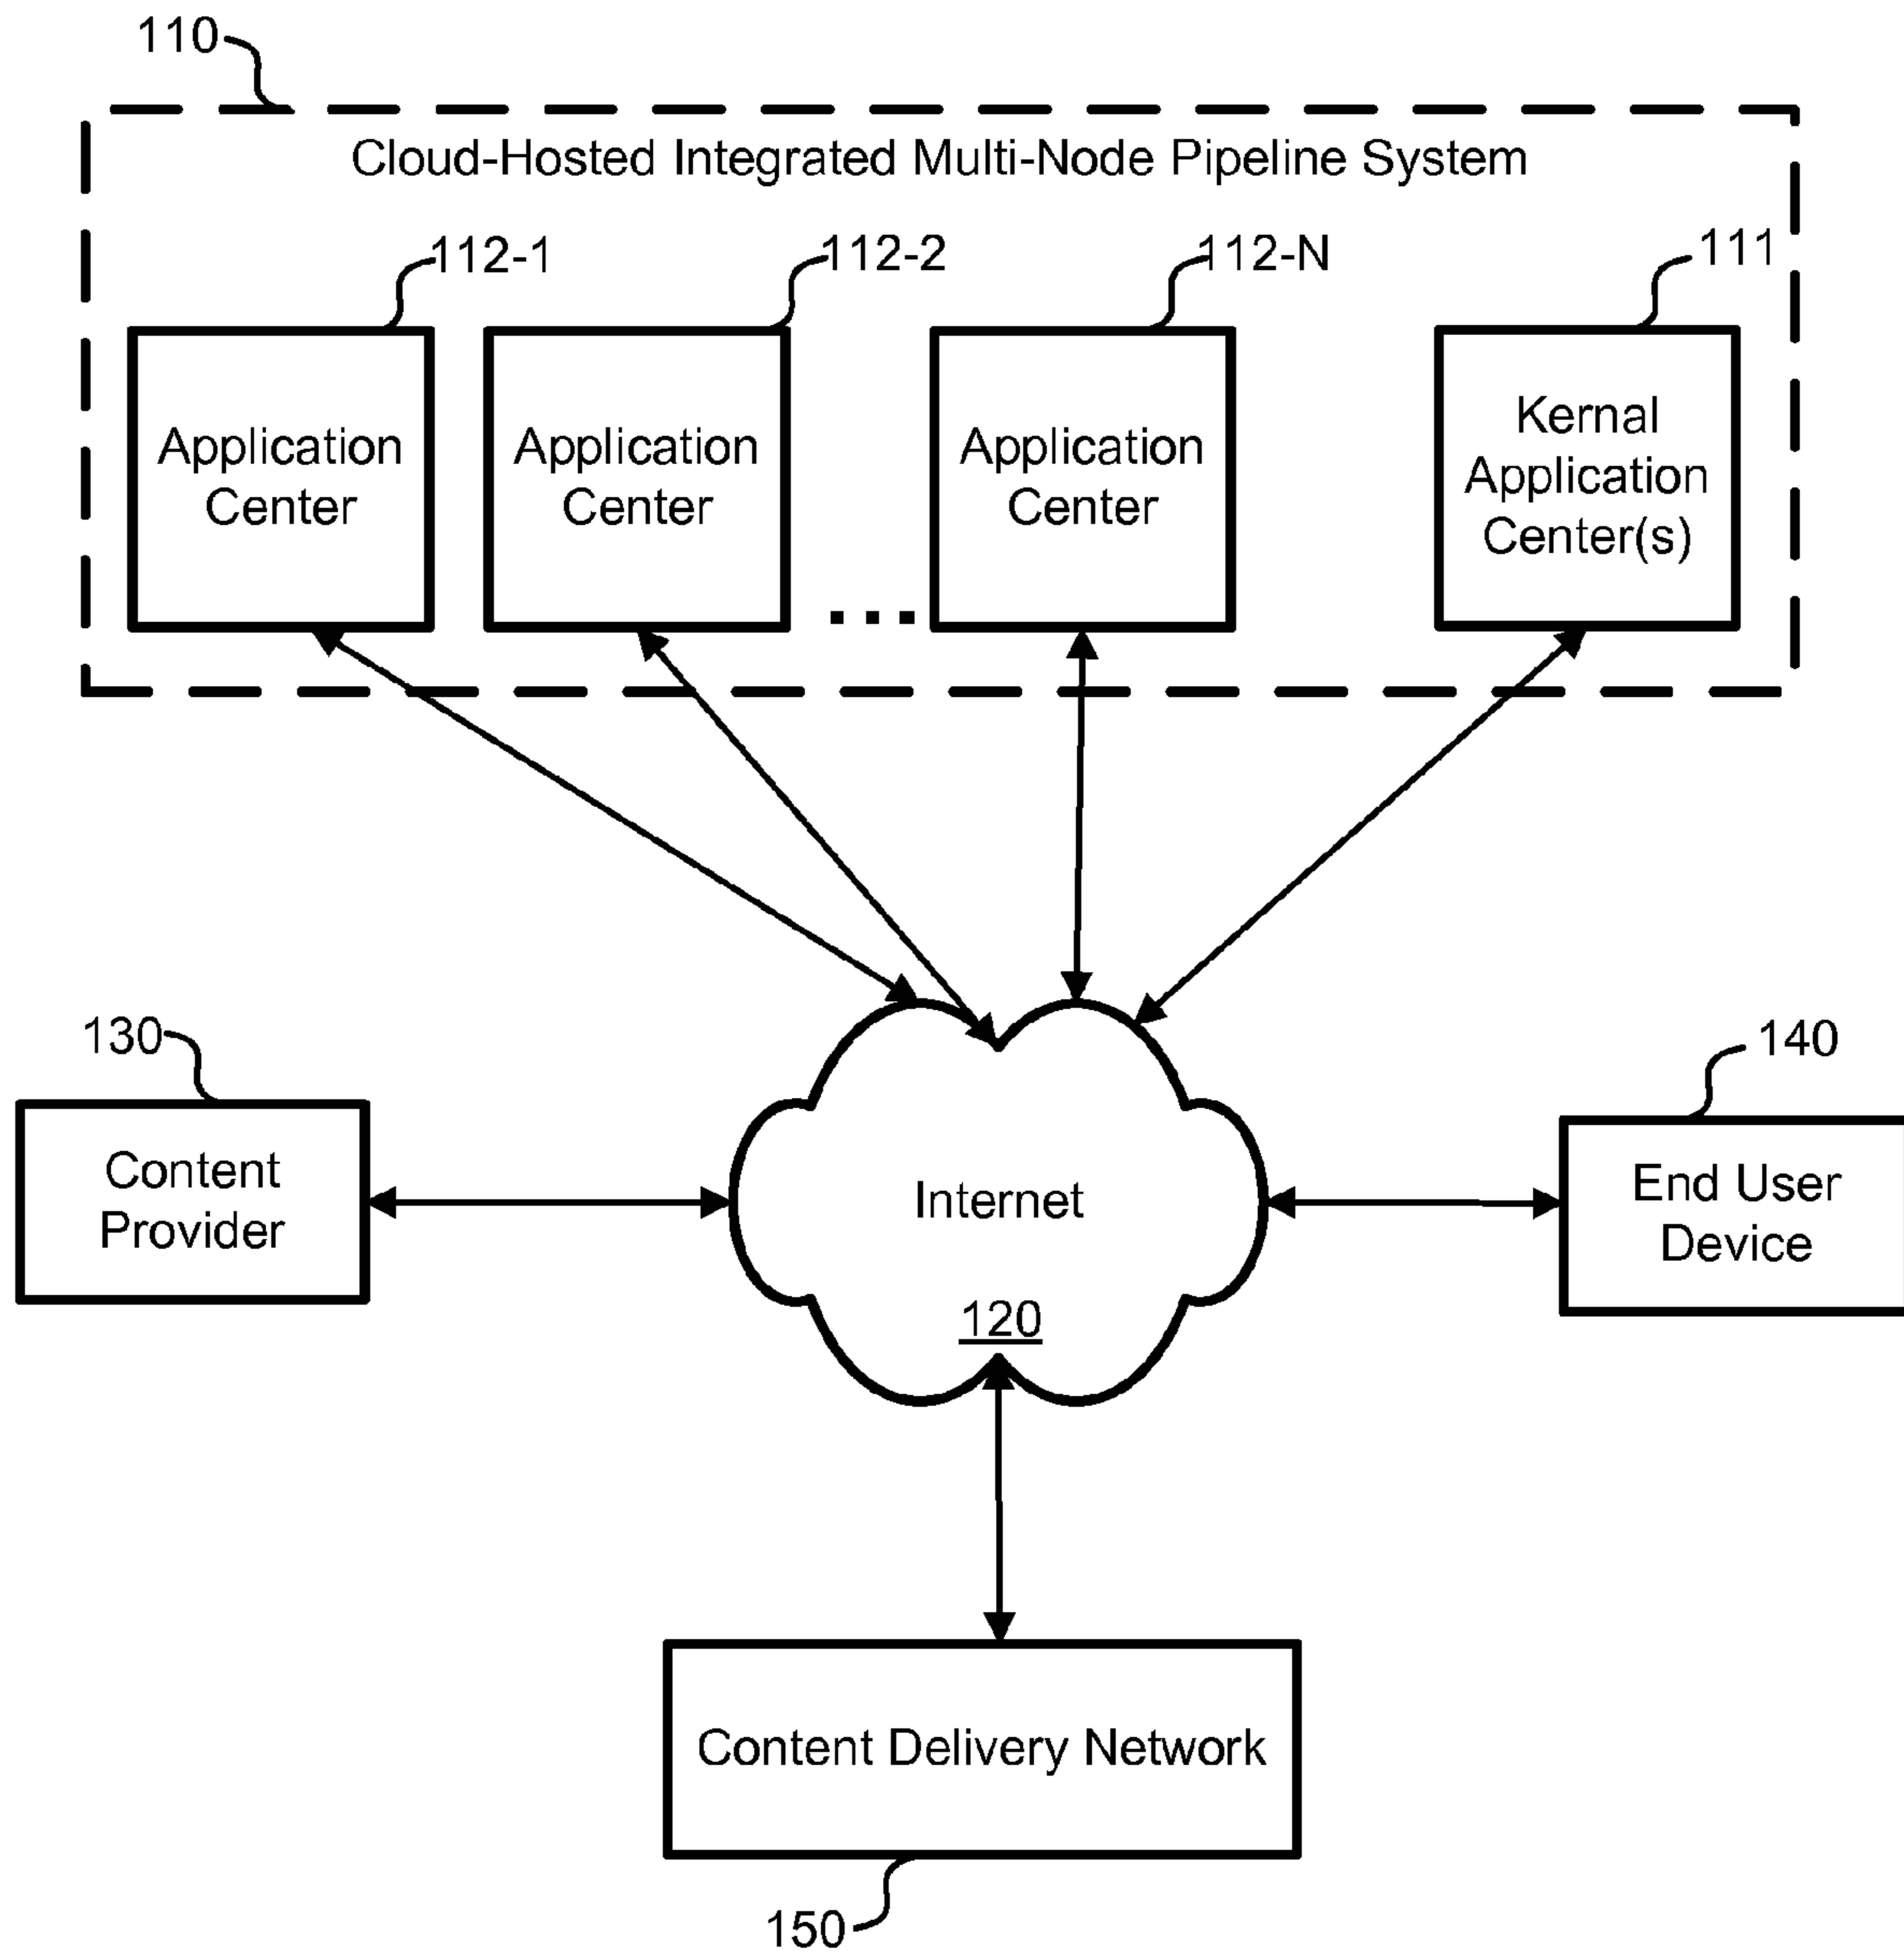 110
Cloud-Hosted Integrated Multi-Node Pipeline System
112-1
112-2
112-N
111
Application
Center
Application
Center
...
Application
Center
Kernal
Application
Center(s)
130
Content
Provider
Internet
120
140
End User
Device
Content Delivery Network
150